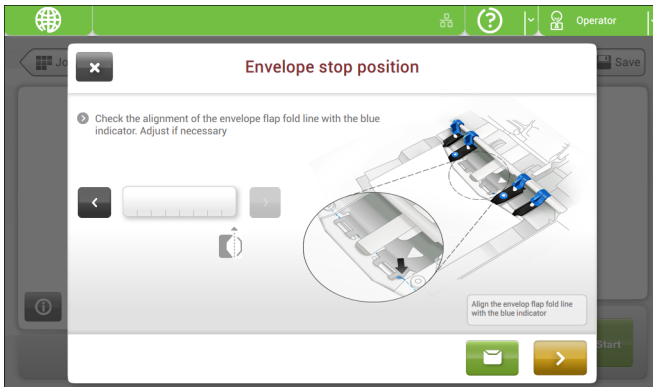 Operator
Jo
Save
Envelope stop position
Check the alignment of the envelope flap fold line with the blue
indicator. Adjust if necessary
Align the envelop flap fold line
with the blue indicator
Start